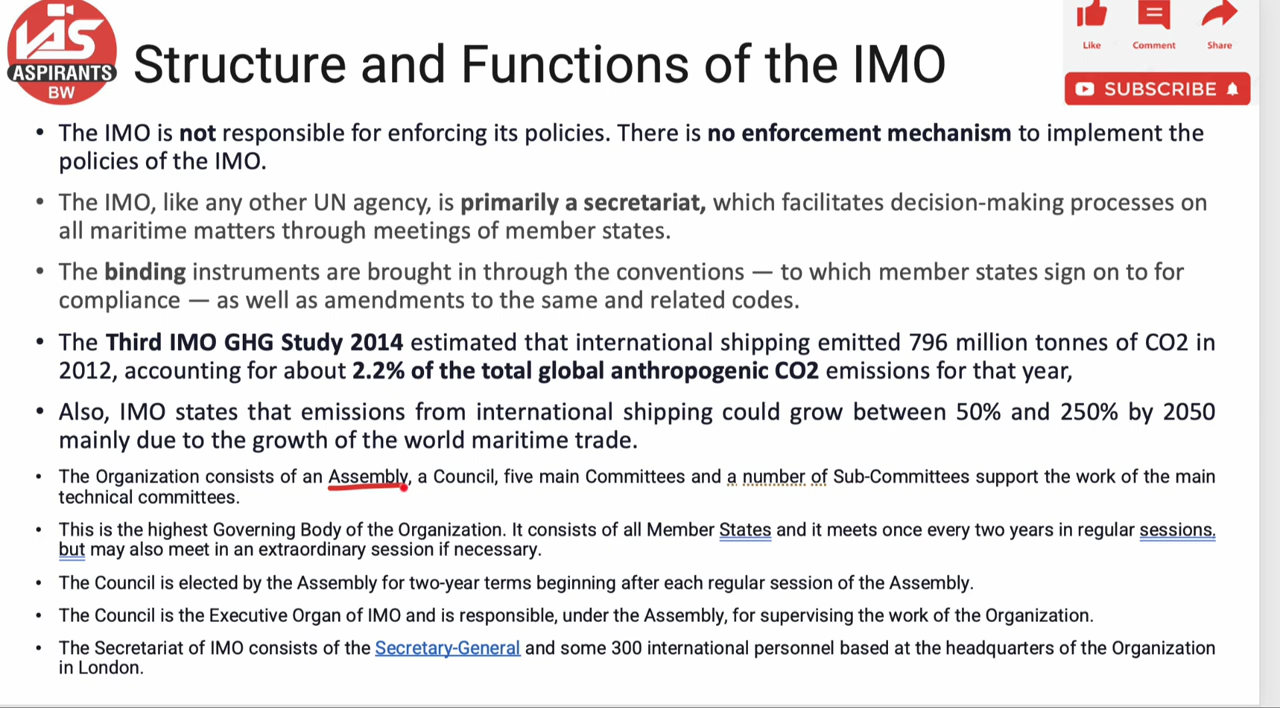 IAS
ASPIRANTS
BW
Structure and Functions of the IMO
Like
Comment
Share
SUBSCRIBE
• The IMO is not responsible for enforcing its policies. There is no enforcement mechanism to implement the
policies of the IMO.
• The IMO, like any other UN agency, is primarily a secretariat, which facilitates decision-making processes on
all maritime matters through meetings of member states.
• The binding instruments are brought in through the conventions — to which member states sign on to for
compliance — as well as amendments to the same and related codes.
• The Third IMO GHG Study 2014 estimated that international shipping emitted 796 million tonnes of CO2 in
2012, accounting for about 2.2% of the total global anthropogenic CO2 emissions for that year,
• Also, IMO states that emissions from international shipping could grow between 50% and 250% by 2050
mainly due to the growth of the world maritime trade.
• The Organization consists of an Assembly, a Council, five main Committees and a number of Sub-Committees support the work of the main
technical committees.
• This is the highest Governing Body of the Organization. It consists of all Member States and it meets once every two years in regular sessions,
but may also meet in an extraordinary session if necessary.
• The Council is elected by the Assembly for two-year terms beginning after each regular session of the Assembly.
• The Council is the Executive Organ of IMO and is responsible, under the Assembly, for supervising the work of the Organization.
• The Secretariat of IMO consists of the Secretary-General and some 300 international personnel based at the headquarters of the Organization
in London.